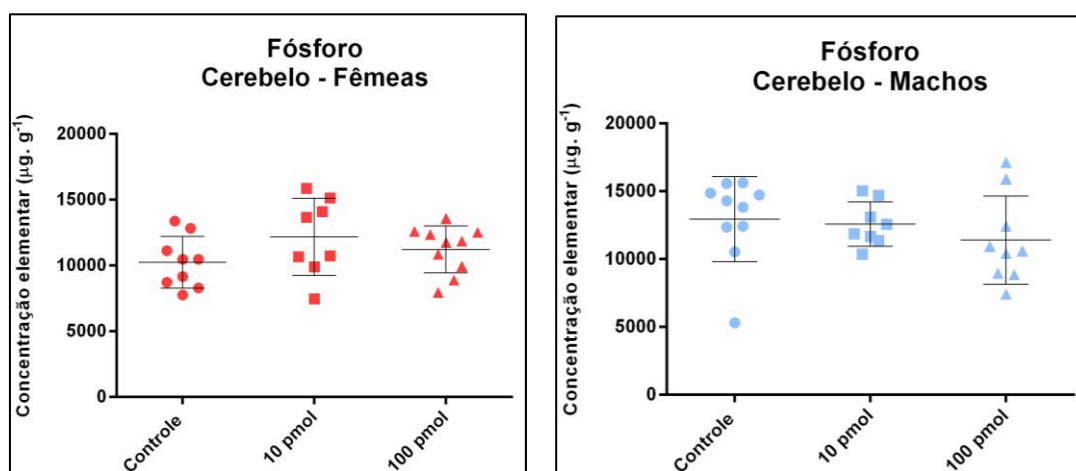 Fósforo
Cerebelo - Fêmeas
Concentração elementar (µg. g⁻¹)
20000
15000
10000
5000
0
Controle
10 pmol
100 pmol
Fósforo
Cerebelo - Machos
Concentração elementar (µg. g⁻¹)
20000
15000
10000
5000
0
Controle
10 pmol
100 pmol